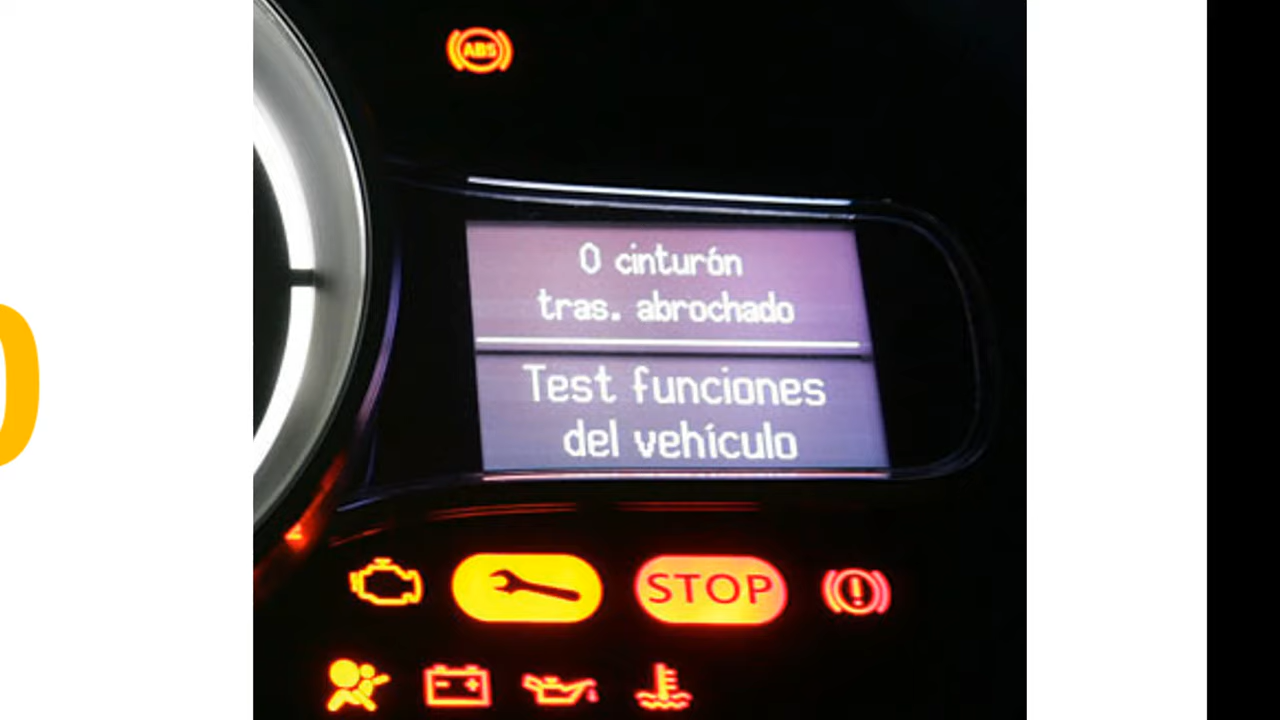 ABS
0 cinturón
tras. abrochado
Test funciones
del vehículo
STOP